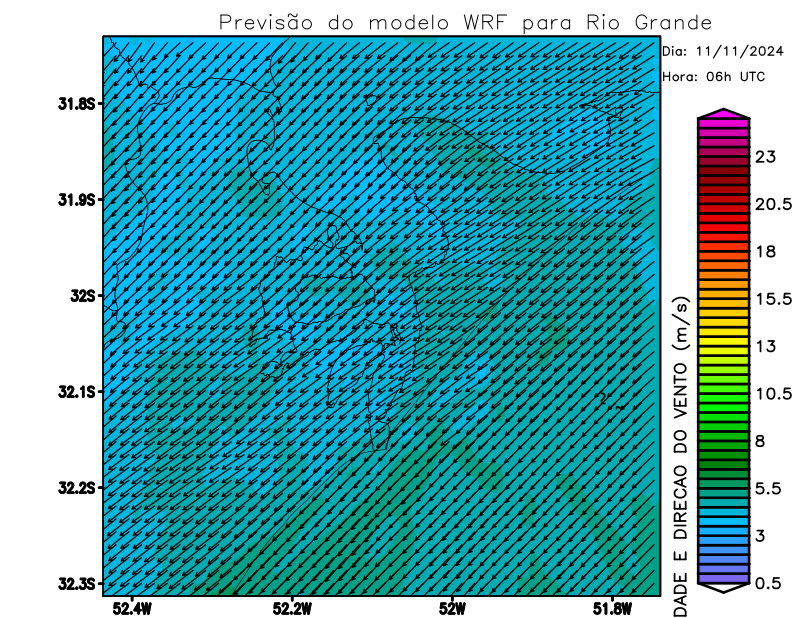 Previsão do modelo WRF para Rio Grande
Dia: 11/11/2024
Hora: 06h UTC
31.8S
31.9S
32S
32.1S
32.2S
32.3S
52.4W
52.2W
52W
51.8W
23
20.5
18
15.5
13
10.5
8
5.5
3
0.5
DADE E DIRECAO DO VENTO (m/s)